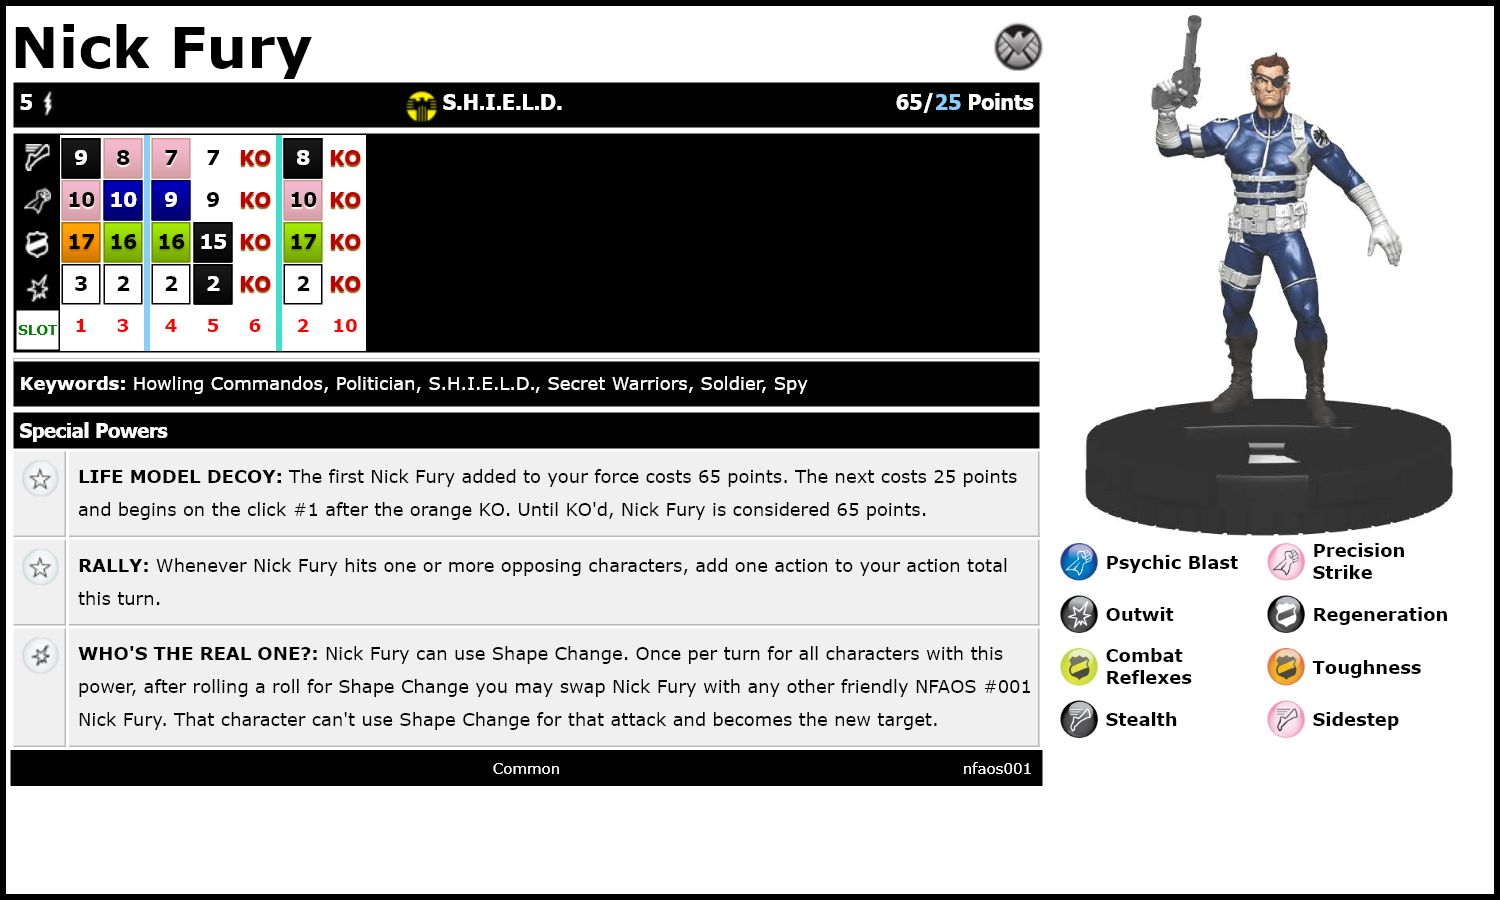 Nick Fury
5 S.H.I.E.L.D. 65/25 Points
9 8 7 7 KO 8 KO
10 10 9 9 KO 10 KO
17 16 16 15 KO 17 KO
3 2 2 2 KO 2 KO
SLOT 1 3 4 5 6 2 10
Keywords: Howling Commandos, Politician, S.H.I.E.L.D., Secret Warriors, Soldier, Spy
Special Powers
LIFE MODEL DECOY: The first Nick Fury added to your force costs 65 points. The next costs 25 points
and begins on the click #1 after the orange KO. Until KO'd, Nick Fury is considered 65 points.
RALLY: Whenever Nick Fury hits one or more opposing characters, add one action to your action total
this turn.
WHO'S THE REAL ONE?: Nick Fury can use Shape Change. Once per turn for all characters with this
power, after rolling a roll for Shape Change you may swap Nick Fury with any other friendly NFAOS #001
Nick Fury. That character can't use Shape Change for that attack and becomes the new target.
Common nfaos001
Psychic Blast
Precision
Strike
Outwit
Regeneration
Combat
Reflexes
Toughness
Stealth
Sidestep